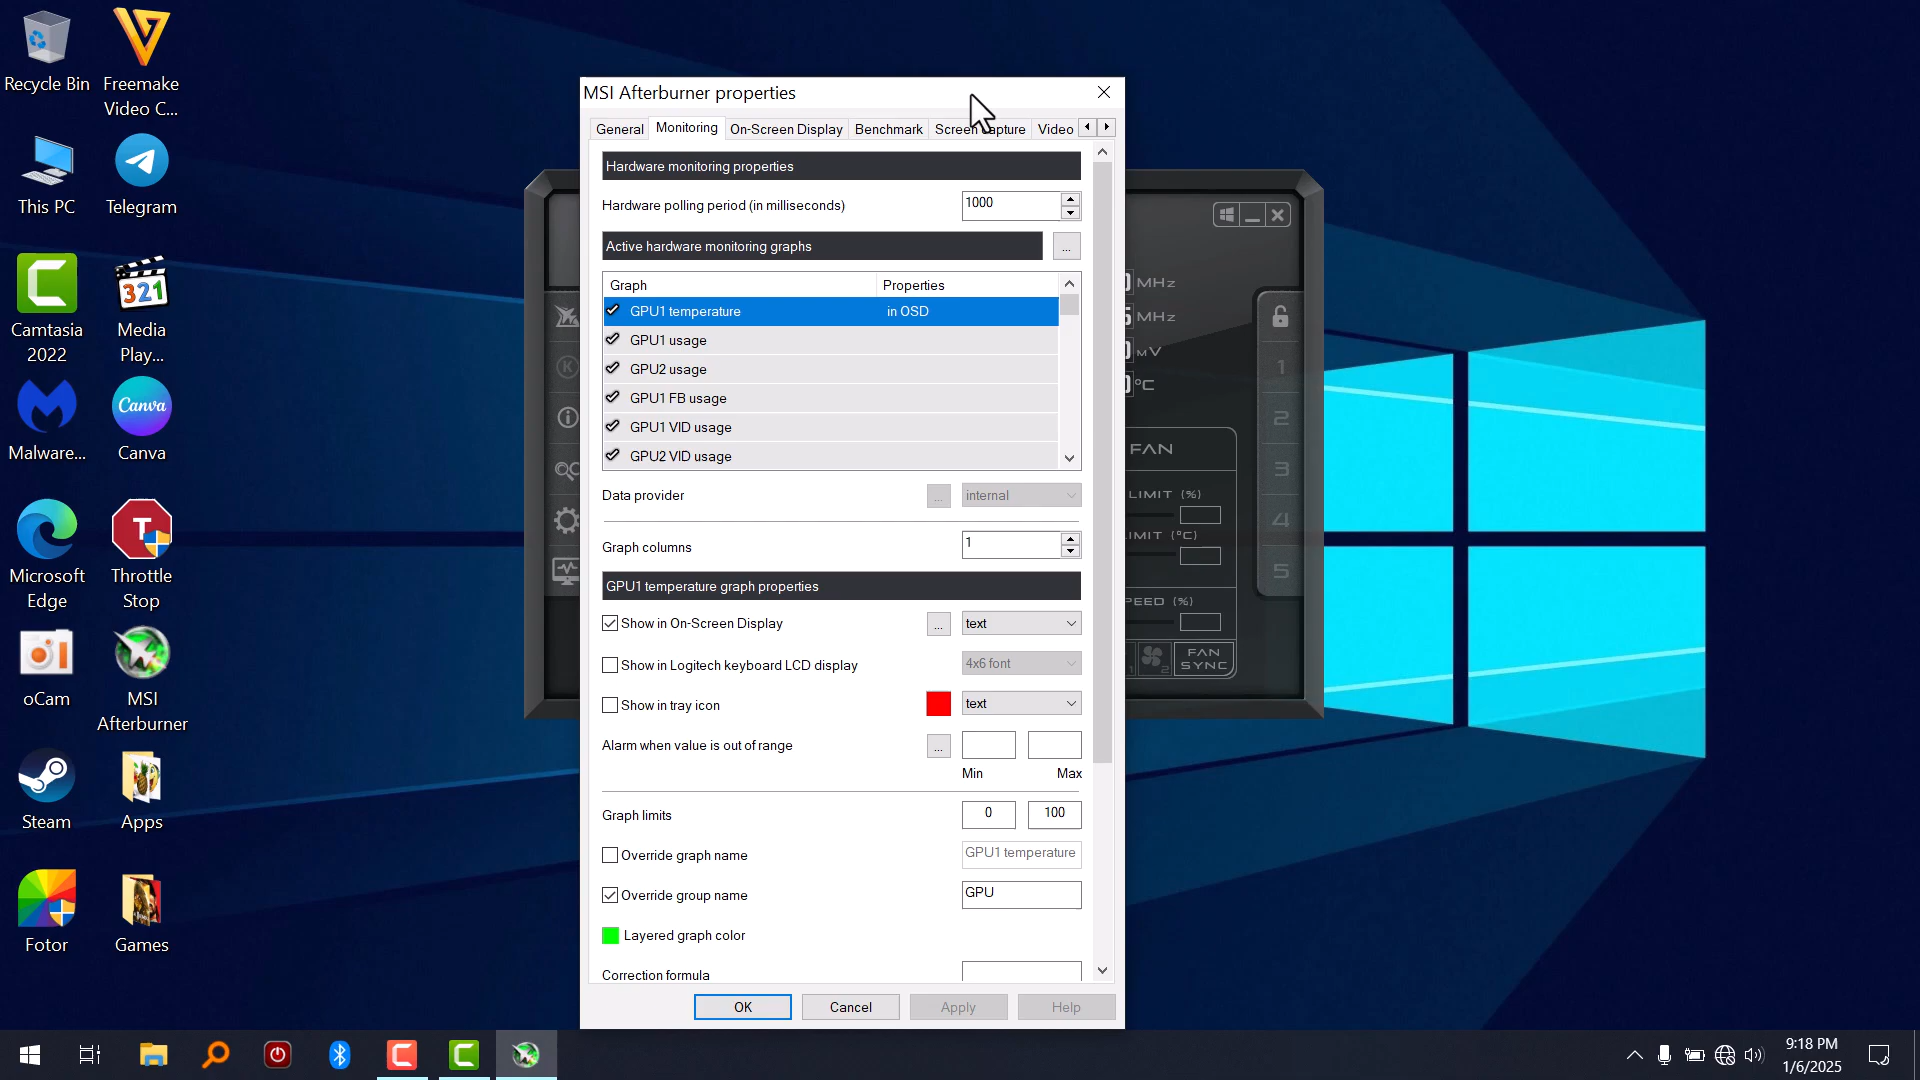 Recycle Bin
Freemake
Video C...
This PC
Telegram
Camtasia
2022
Media
Play...
Malware...
Canva
Canva
Microsoft
Edge
Throttle
Stop
oCam
MSI
Afterburner
Steam
Apps
Fotor
Games
321
T
MSI Afterburner properties
General
Monitoring
On-Screen Display
Benchmark
Screen Capture
Video
Hardware monitoring properties
Hardware polling period (in milliseconds)
1000
Active hardware monitoring graphs
...
Graph
Properties
GPU1 temperature
in OSD
GPU1 usage
GPU2 usage
GPU1 FB usage
GPU1 VID usage
GPU2 VID usage
Data provider
...
internal
Graph columns
1
GPU1 temperature graph properties
Show in On-Screen Display
...
text
Show in Logitech keyboard LCD display
4x6 font
Show in tray icon
text
Alarm when value is out of range
...
Min
Max
Graph limits
0
100
Override graph name
GPU1 temperature
Override group name
GPU
Layered graph color
Correction formula
OK
Cancel
Apply
Help
K
MHz
MHz
mV
°C
FAN
LIMIT (%)
LIMIT (°C)
SPEED (%)
1
2
FAN
SYNC
1
2
3
4
5
9:18 PM
1/6/2025